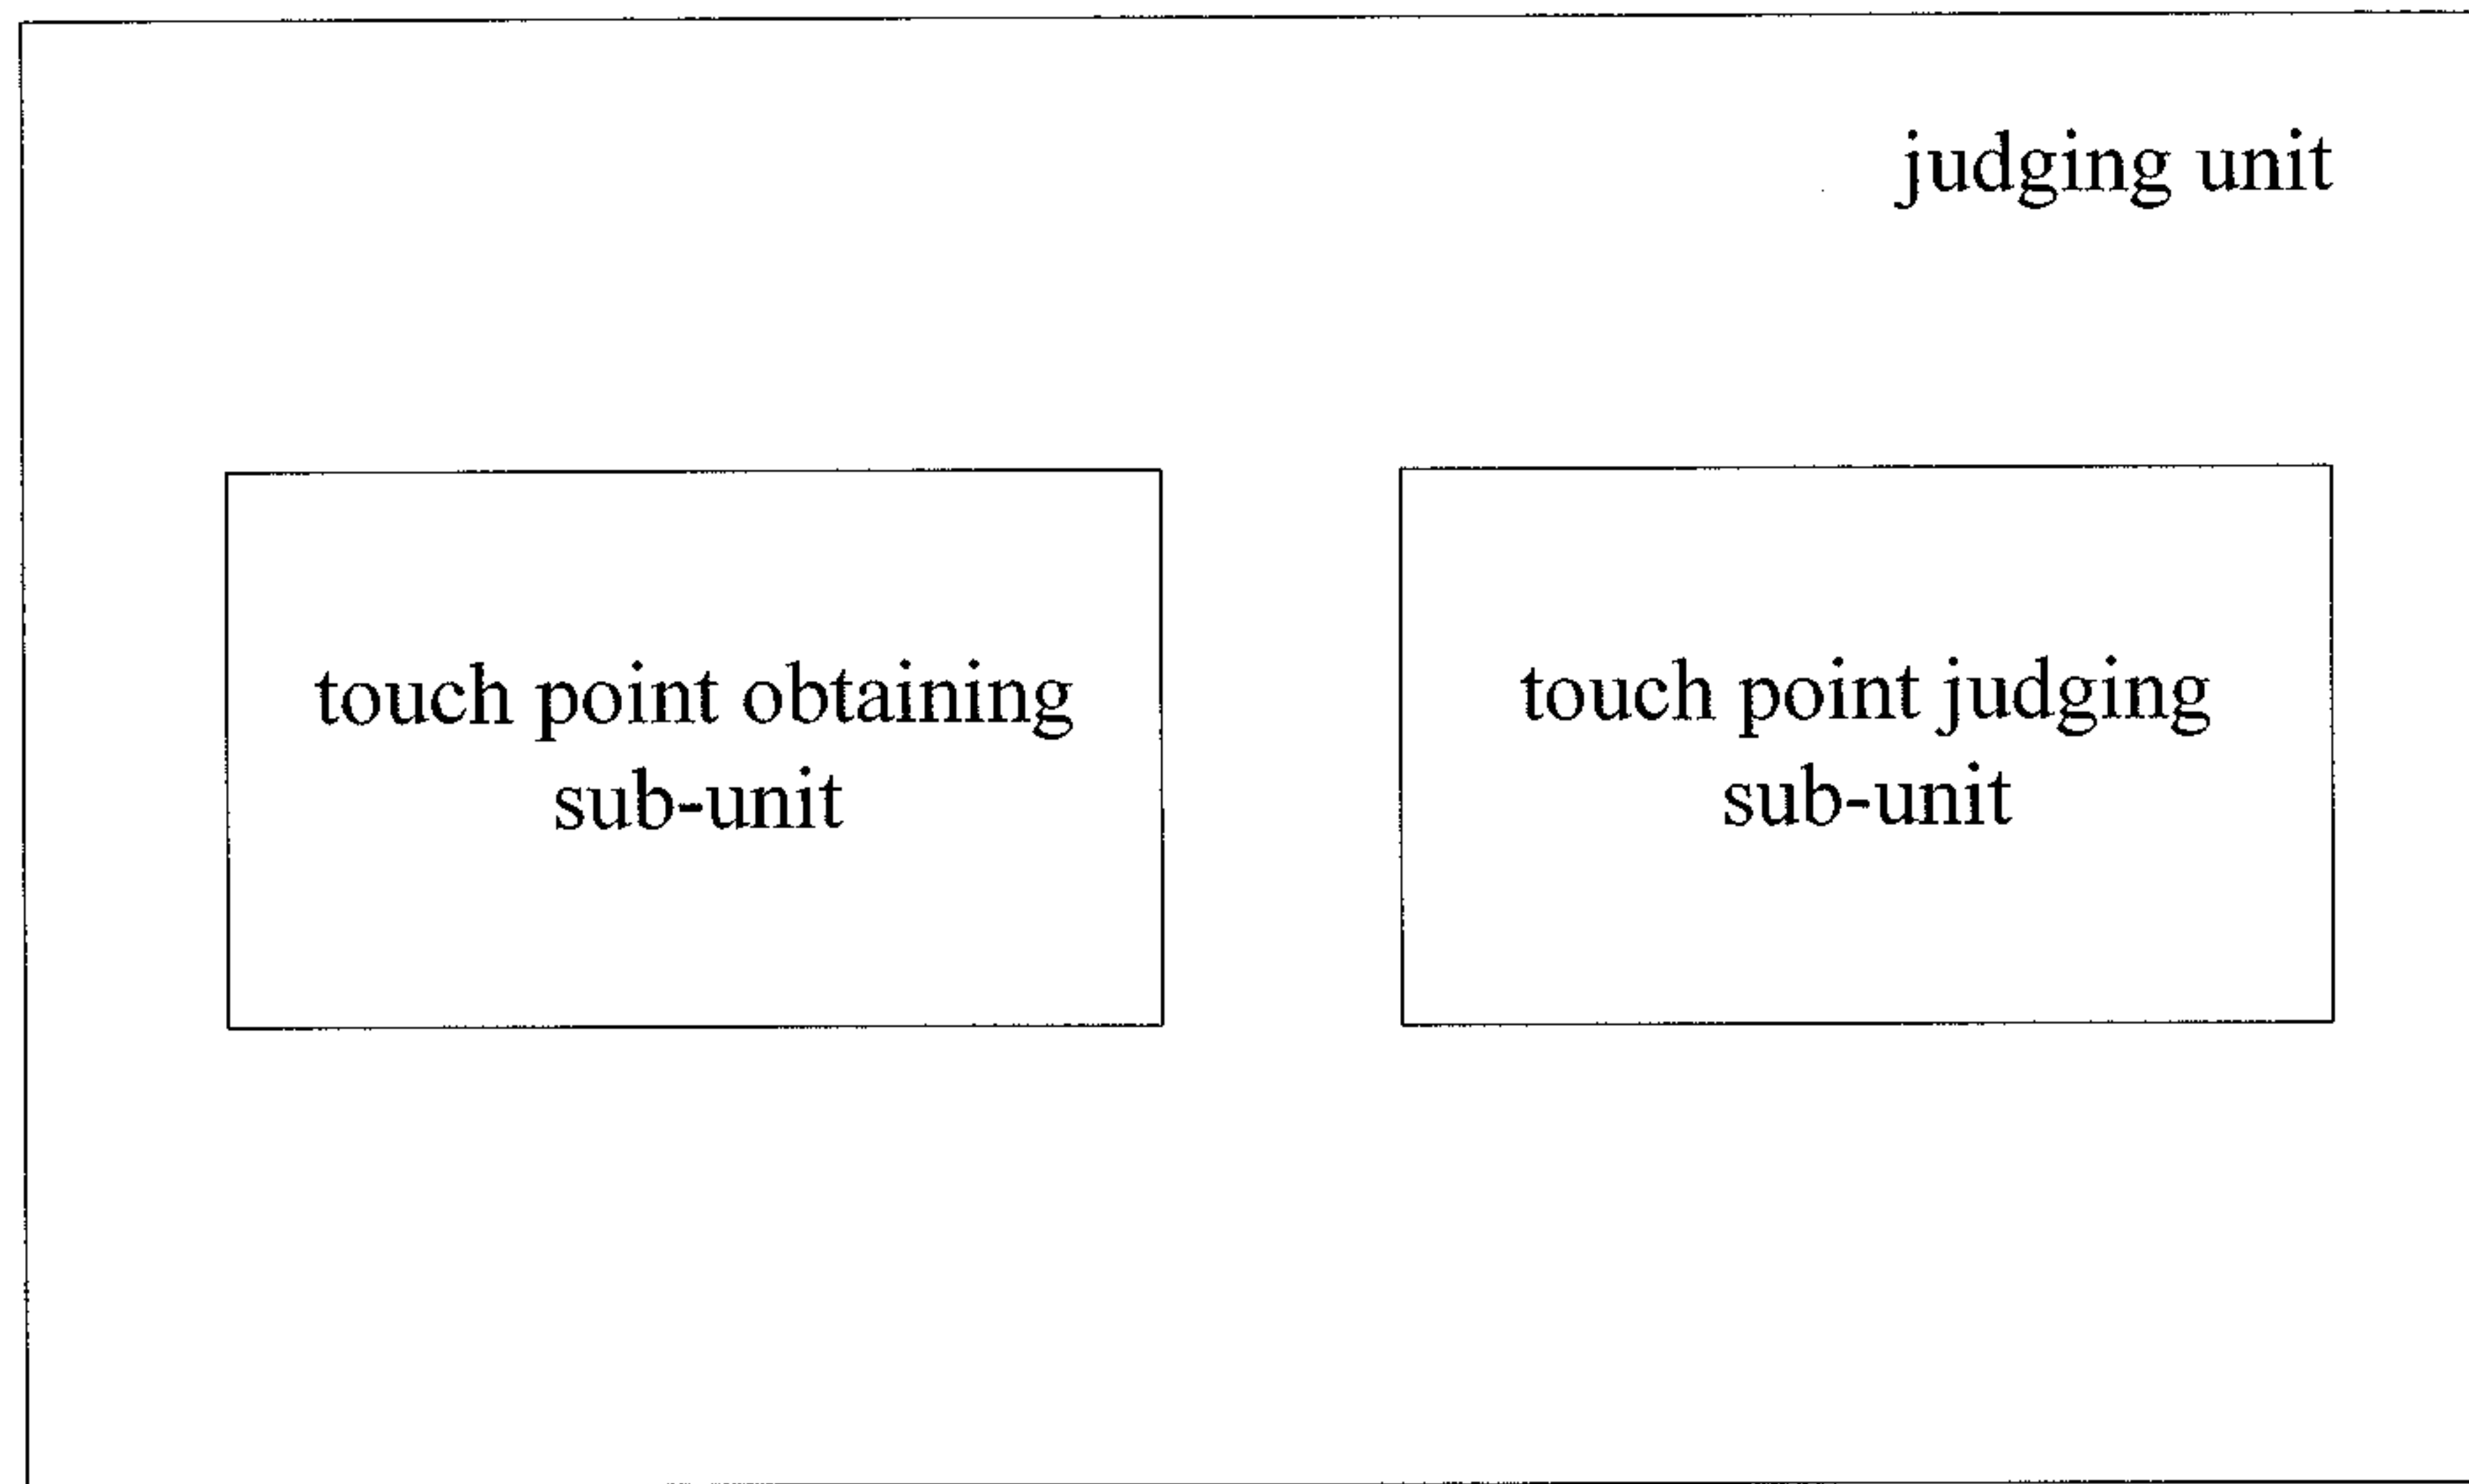 judging unit
touch point obtaining
sub-unit
touch point judging
sub-unit